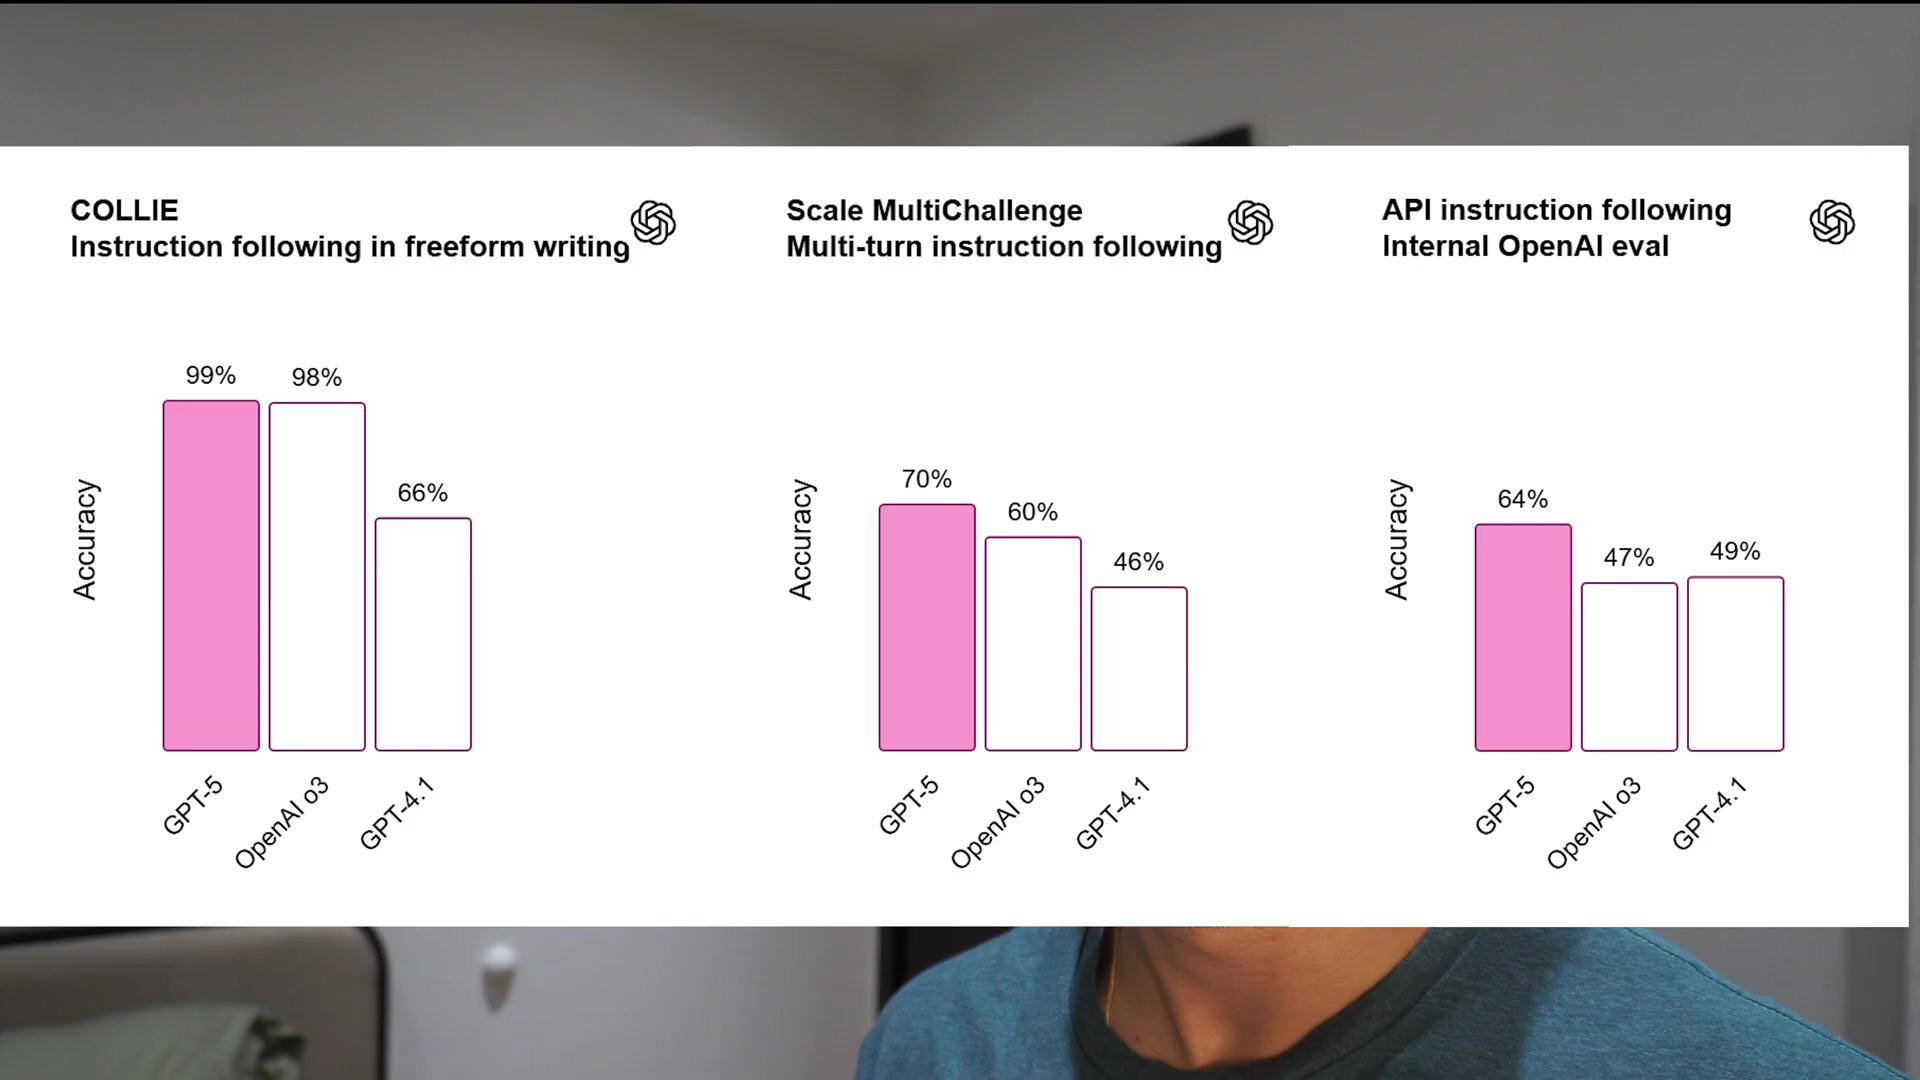 COLLIE
Instruction following in freeform writing
Accuracy
99%
98%
66%
GPT-5
OpenAI o3
GPT-4.1
Scale MultiChallenge
Multi-turn instruction following
Accuracy
70%
60%
46%
GPT-5
OpenAI o3
GPT-4.1
API instruction following
Internal OpenAI eval
Accuracy
64%
47%
49%
GPT-5
OpenAI o3
GPT-4.1